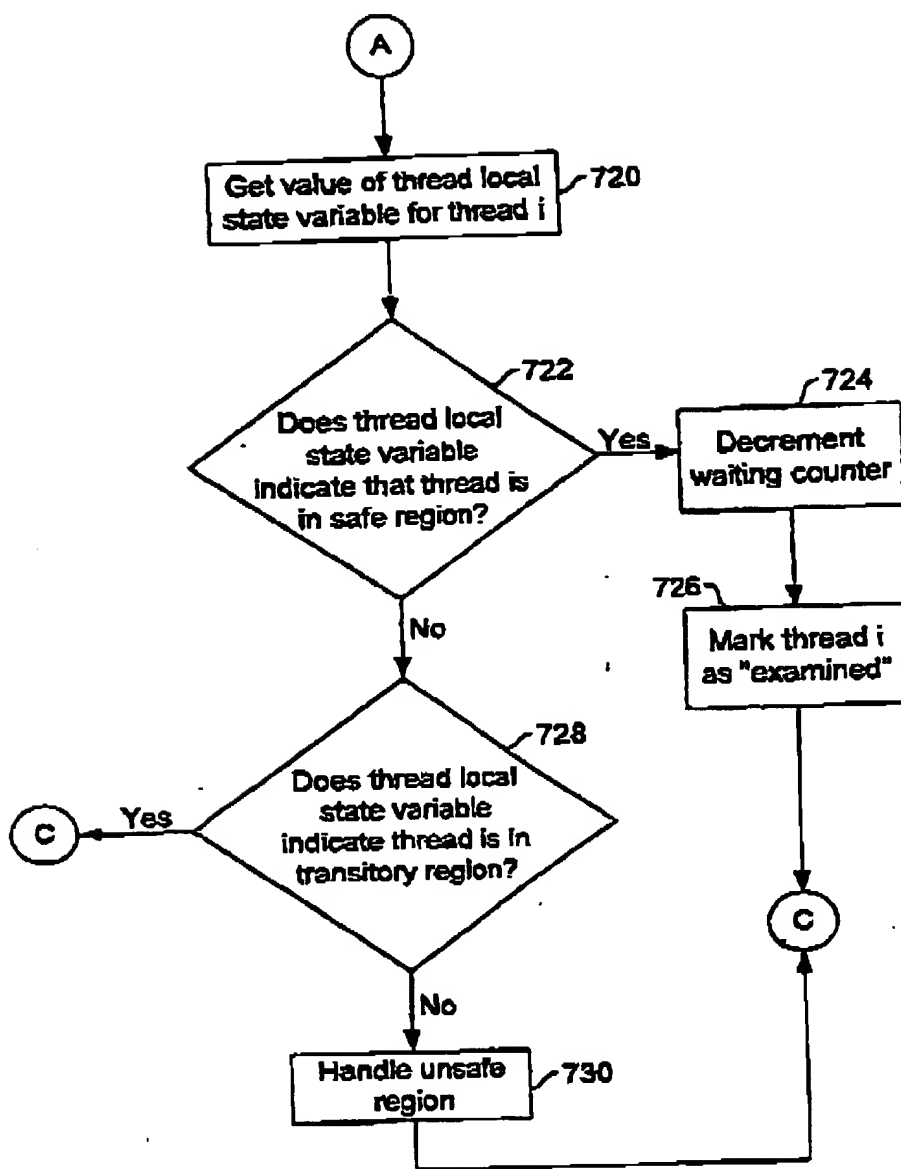 A
Get value of thread local
state variable for thread i
720
722
Does thread local
state variable
indicate that thread is
in safe region?
Yes
724
Decrement
waiting counter
726
Mark thread i
as "examined"
No
728
Does thread local
state variable
indicate thread is in
transitory region?
Yes
C
C
No
Handle unsafe
region
730